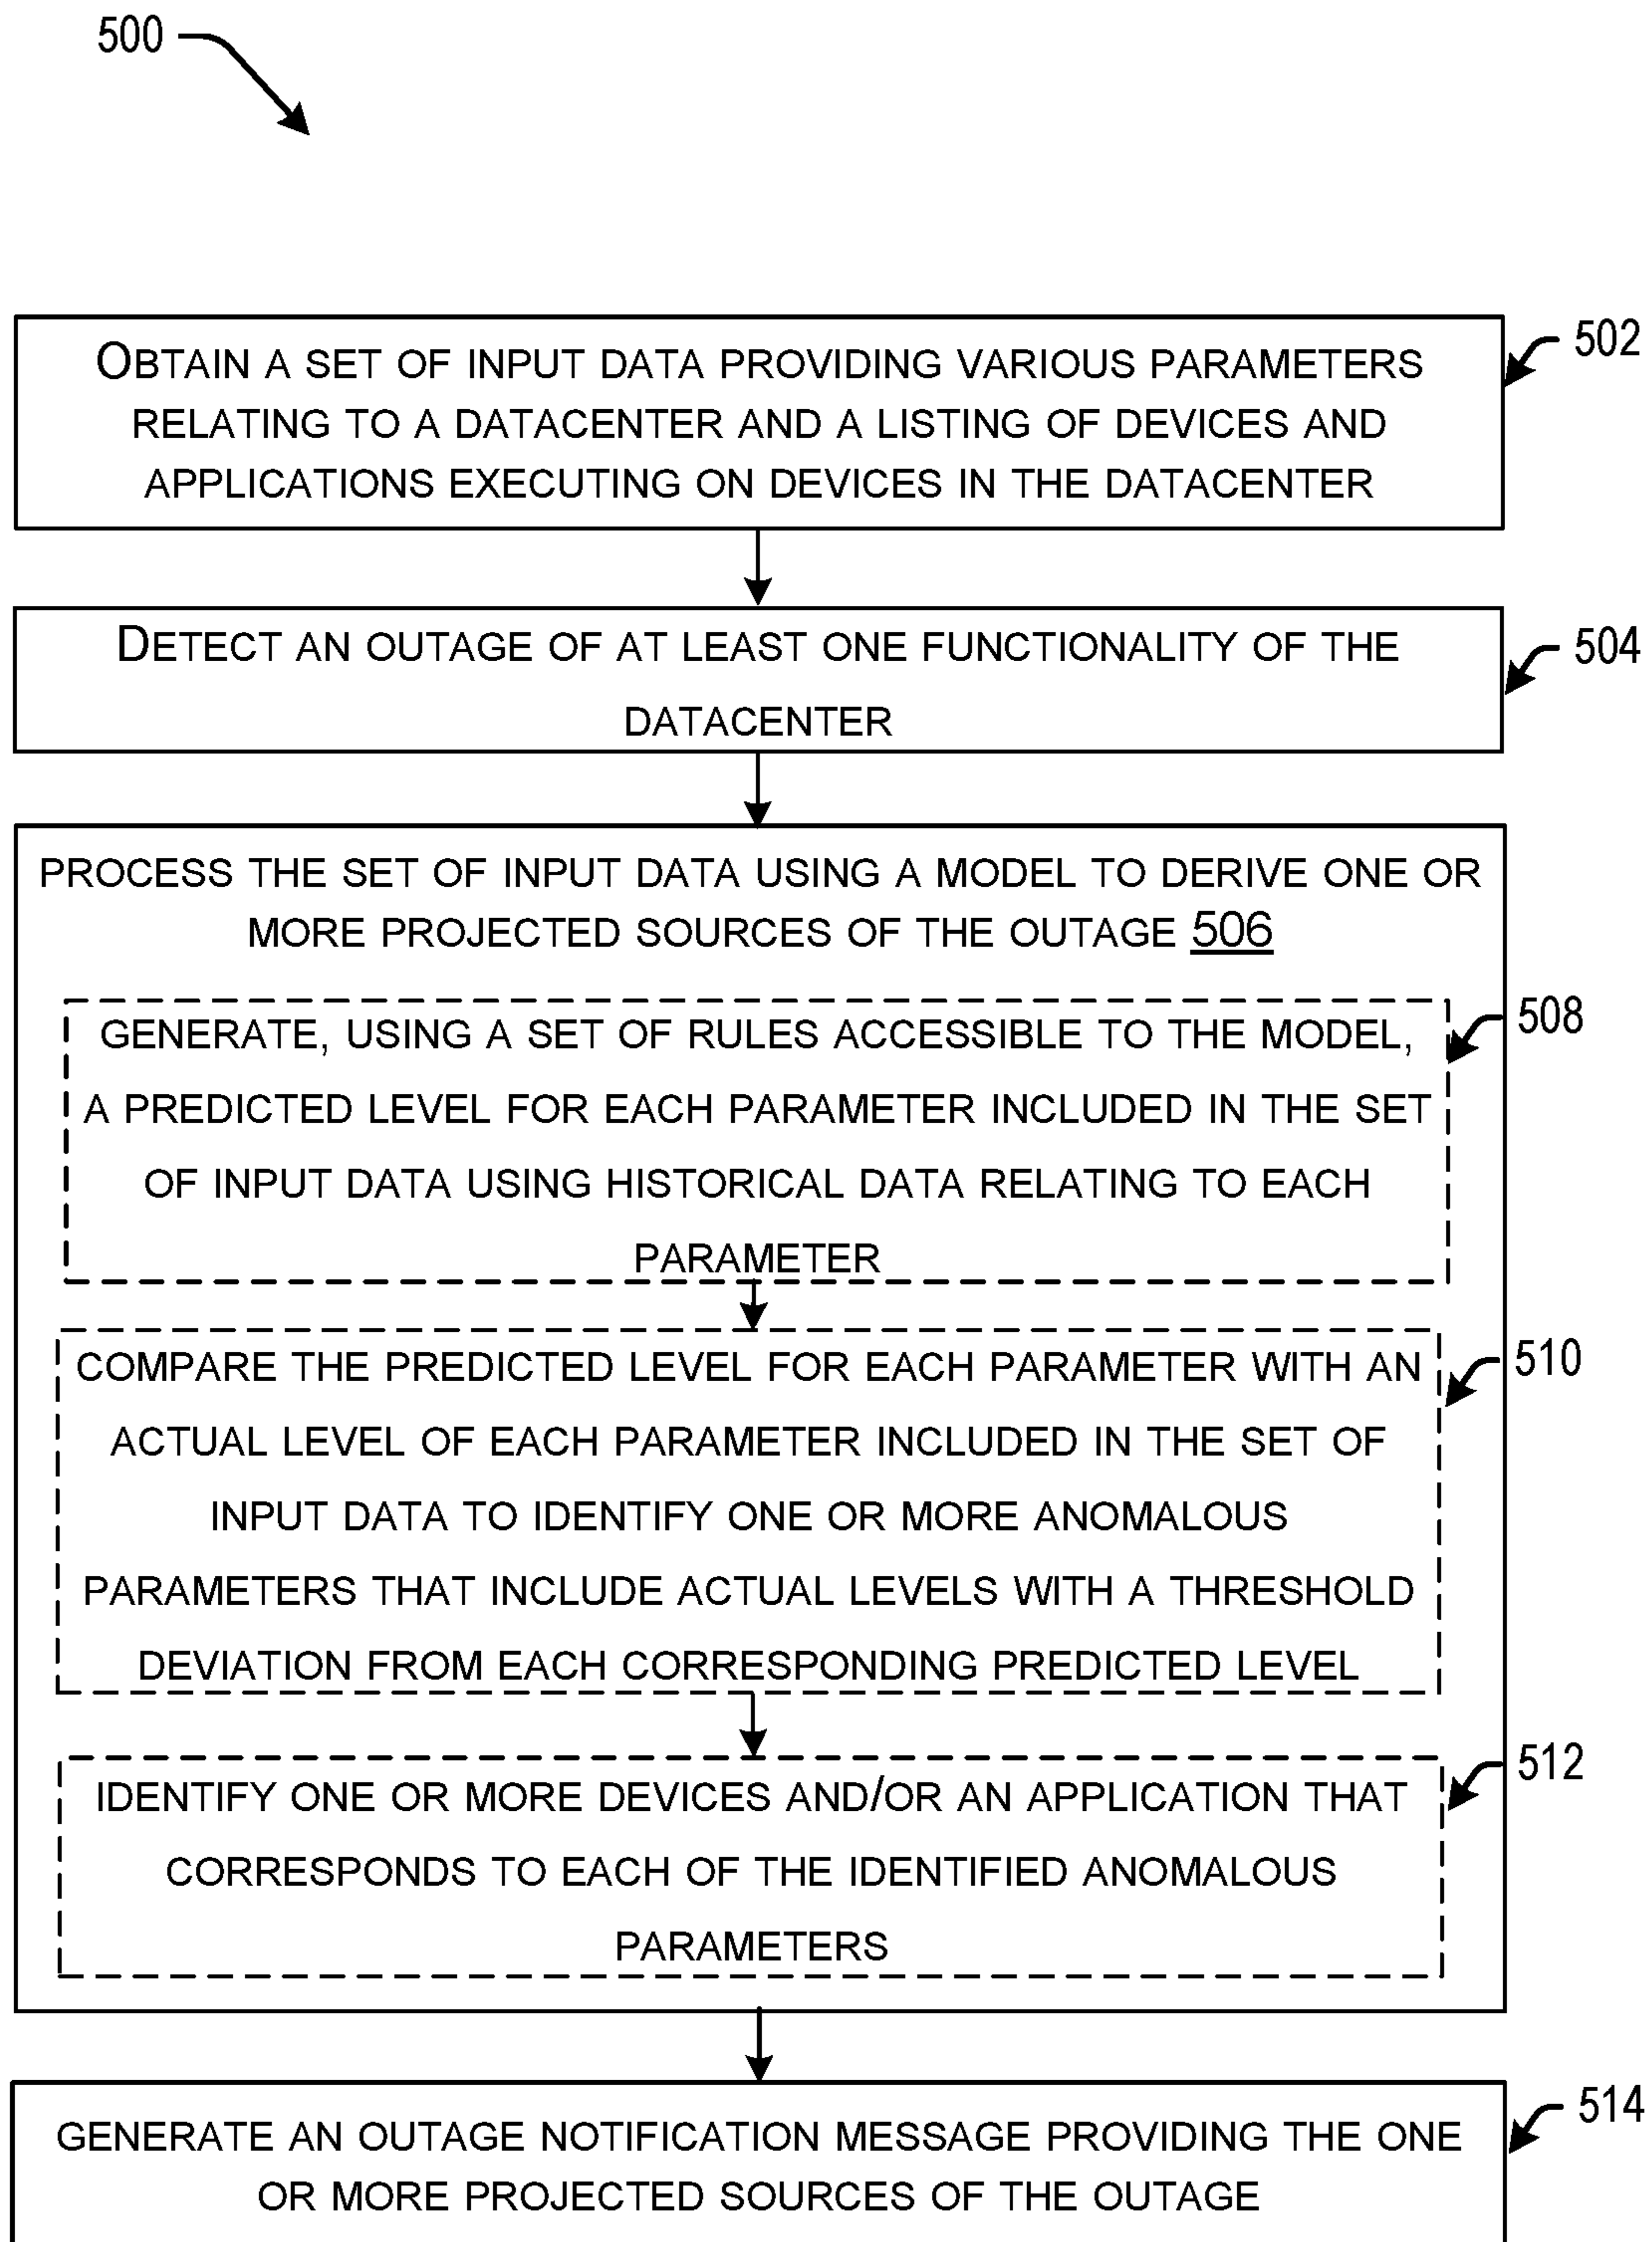 500
OBTAIN A SET OF INPUT DATA PROVIDING VARIOUS PARAMETERS
RELATING TO A DATACENTER AND A LISTING OF DEVICES AND
APPLICATIONS EXECUTING ON DEVICES IN THE DATACENTER
502
DETECT AN OUTAGE OF AT LEAST ONE FUNCTIONALITY OF THE
DATACENTER
504
PROCESS THE SET OF INPUT DATA USING A MODEL TO DERIVE ONE OR
MORE PROJECTED SOURCES OF THE OUTAGE 506
GENERATE, USING A SET OF RULES ACCESSIBLE TO THE MODEL,
A PREDICTED LEVEL FOR EACH PARAMETER INCLUDED IN THE SET
OF INPUT DATA USING HISTORICAL DATA RELATING TO EACH
PARAMETER
508
COMPARE THE PREDICTED LEVEL FOR EACH PARAMETER WITH AN
ACTUAL LEVEL OF EACH PARAMETER INCLUDED IN THE SET OF
INPUT DATA TO IDENTIFY ONE OR MORE ANOMALOUS
PARAMETERS THAT INCLUDE ACTUAL LEVELS WITH A THRESHOLD
DEVIATION FROM EACH CORRESPONDING PREDICTED LEVEL
510
IDENTIFY ONE OR MORE DEVICES AND/OR AN APPLICATION THAT
CORRESPONDS TO EACH OF THE IDENTIFIED ANOMALOUS
PARAMETERS
512
GENERATE AN OUTAGE NOTIFICATION MESSAGE PROVIDING THE ONE
OR MORE PROJECTED SOURCES OF THE OUTAGE
514